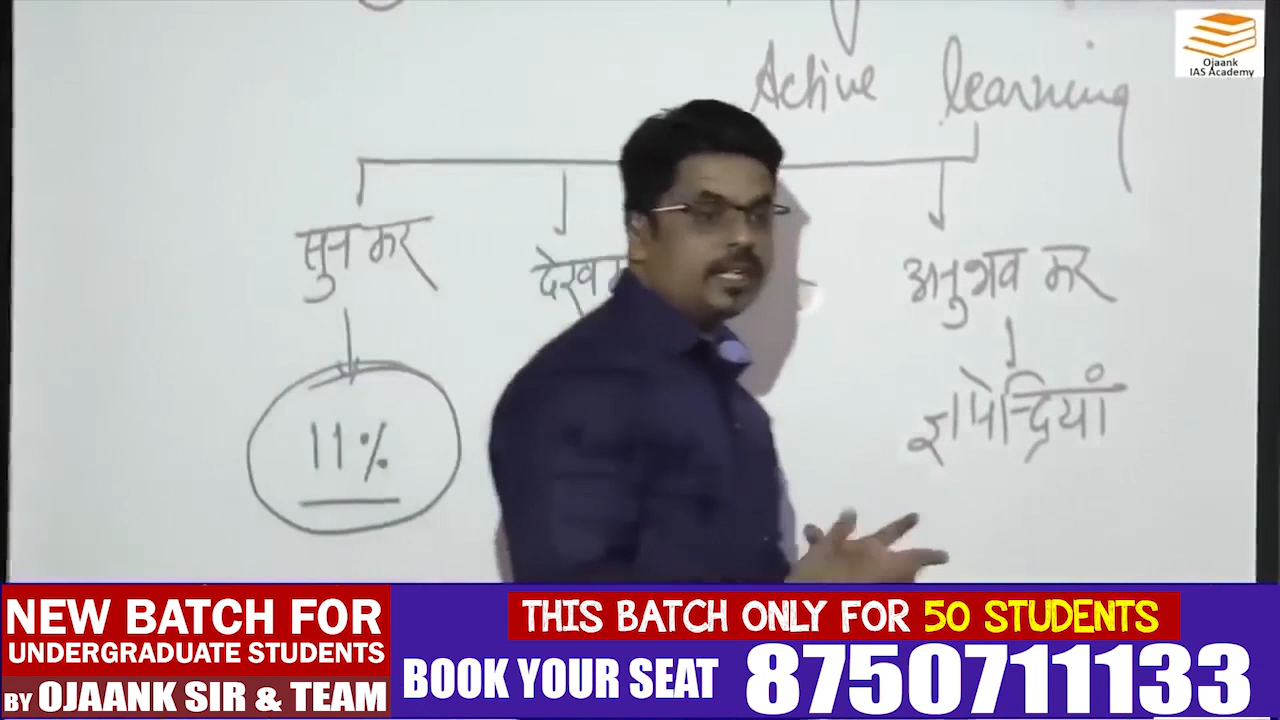 Ojaank
IAS Academy
Active learning
सुन कर
देख
अनुभव कर
11%
NEW BATCH FOR
UNDERGRADUATE STUDENTS
BY OJAANK SIR & TEAM
THIS BATCH ONLY FOR 50 STUDENTS
BOOK YOUR SEAT 8750711133